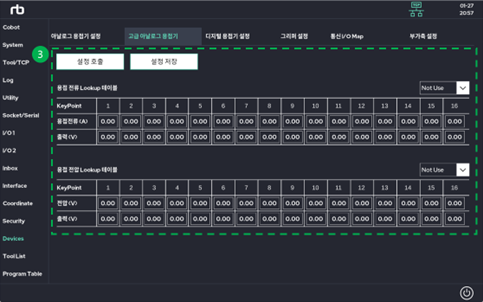 rb
TCP
01-27
20:57
Cobot
System
Tool/TCP
Log
Utility
Socket/Serial
I/O 1
I/O 2
Inbox
Interface
Coordinate
Security
Devices
Tool List
Program Table
아날로그 용접기 설정 고급 아날로그 용접기 디지털 용접기 설정 그리퍼 설정 통신 I/O Map 부가축 설정
3
설정 호출 설정 저장
용접 전류 Lookup 테이블 Not Use
KeyPoint 1 2 3 4 5 6 7 8 9 10 11 12 13 14 15 16
용접전류 (A) 0.00 0.00 0.00 0.00 0.00 0.00 0.00 0.00 0.00 0.00 0.00 0.00 0.00 0.00 0.00 0.00
출력 (V) 0.00 0.00 0.00 0.00 0.00 0.00 0.00 0.00 0.00 0.00 0.00 0.00 0.00 0.00 0.00 0.00
용접 전압 Lookup 테이블 Not Use
KeyPoint 1 2 3 4 5 6 7 8 9 10 11 12 13 14 15 16
전압 (V) 0.00 0.00 0.00 0.00 0.00 0.00 0.00 0.00 0.00 0.00 0.00 0.00 0.00 0.00 0.00 0.00
출력 (V) 0.00 0.00 0.00 0.00 0.00 0.00 0.00 0.00 0.00 0.00 0.00 0.00 0.00 0.00 0.00 0.00